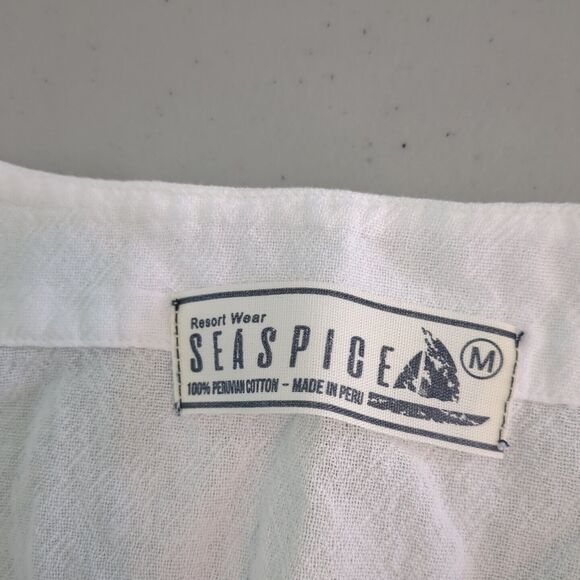 Resort Wear
SEASPICE
M
100% PERUVIAN COTTON - MADE IN PERU